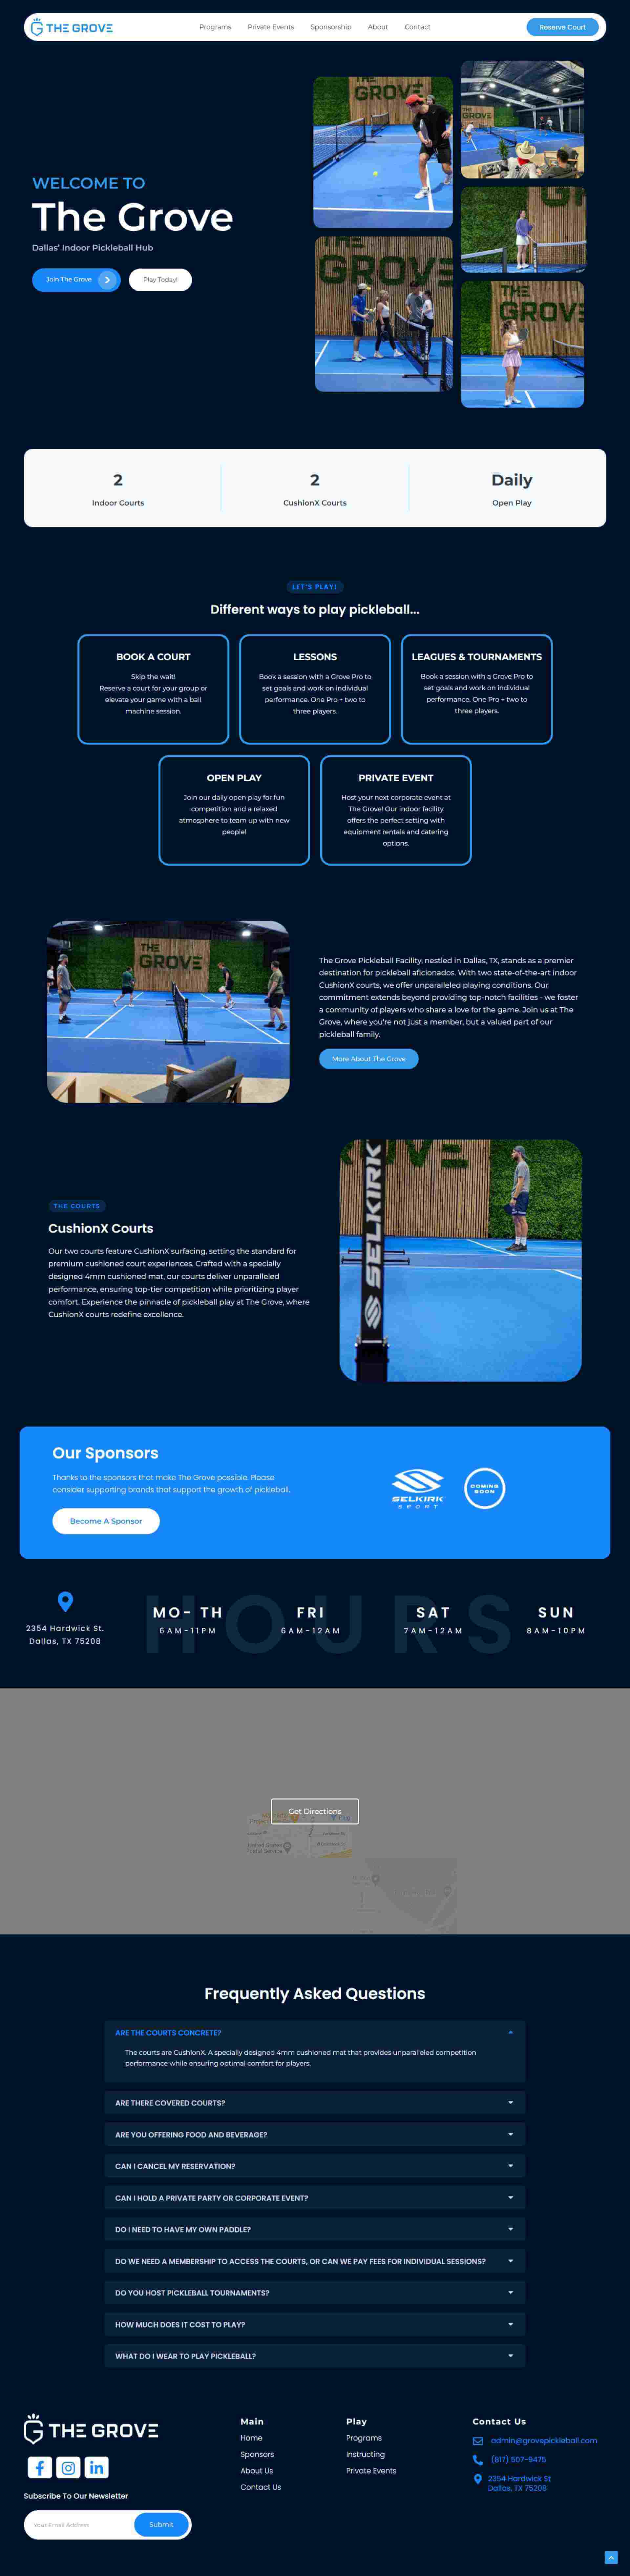 THE GROVE
Programs
Private Events
Sponsorship
About
Contact
Reserve Court
WELCOME TO
The Grove
Dallas' Indoor Pickleball Hub
Join The Grove
Play Today!
2
Indoor Courts
2
CushionX Courts
Daily
Open Play
LET'S PLAY!
Different ways to play pickleball...
BOOK A COURT
Skip the wait!
Reserve a court for your group or
elevate your game with a ball
machine session.
LESSONS
Book a session with a Grove Pro to
set goals and work on individual
performance. One Pro + two to
three players.
LEAGUES & TOURNAMENTS
Book a session with a Grove Pro to
set goals and work on individual
performance. One Pro + two to
three players.
OPEN PLAY
Join our daily open play for fun
competition and a relaxed
atmosphere to team up with new
people!
PRIVATE EVENT
Host your next corporate event at
The Grove! Our indoor facility
offers the perfect setting with
equipment rentals and catering
options.
THE
GROVE
The Grove Pickleball Facility, nestled in Dallas, TX, stands as a premier
destination for pickleball aficionados. With two state-of-the-art indoor
CushionX courts, we offer unparalleled playing conditions. Our
commitment extends beyond providing top-notch facilities - we foster
a community of players who share a love for the game. Join us at The
Grove, where you're not just a member, but a valued part of our
pickleball family.
More About The Grove
THE COURTS
CushionX Courts
Our two courts feature CushionX surfacing, setting the standard for
premium cushioned court experiences. Crafted with a specially
designed 4mm cushioned mat, our courts deliver unparalleled
performance, ensuring top-tier competition while prioritizing player
comfort. Experience the pinnacle of pickleball play at The Grove, where
CushionX courts redefine excellence.
SELKIRK
Our Sponsors
Thanks to the sponsors that make The Grove possible. Please
consider supporting brands that support the growth of pickleball.
Become A Sponsor
SELKIRK
SPORT
COMING
SOON
2354 Hardwick St.
Dallas, TX 75208
HOURS
MO- TH
6AM-11PM
FRI
6AM-12AM
SAT
7AM-12AM
SUN
8AM-10PM
Get Directions
Frequently Asked Questions
ARE THE COURTS CONCRETE?
The courts are CushionX. A specially designed 4mm cushioned mat that provides unparalleled competition
performance while ensuring optimal comfort for players.
ARE THERE COVERED COURTS?
ARE YOU OFFERING FOOD AND BEVERAGE?
CAN I CANCEL MY RESERVATION?
CAN I HOLD A PRIVATE PARTY OR CORPORATE EVENT?
DO I NEED TO HAVE MY OWN PADDLE?
DO WE NEED A MEMBERSHIP TO ACCESS THE COURTS, OR CAN WE PAY FEES FOR INDIVIDUAL SESSIONS?
DO YOU HOST PICKLEBALL TOURNAMENTS?
HOW MUCH DOES IT COST TO PLAY?
WHAT DO I WEAR TO PLAY PICKLEBALL?
THE GROVE
Subscribe To Our Newsletter
Your Email Address
Submit
Main
Home
Sponsors
About Us
Contact Us
Play
Programs
Instructing
Private Events
Contact Us
admin@grovepickleball.com
(817) 507-9475
2354 Hardwick St
Dallas, TX 75208